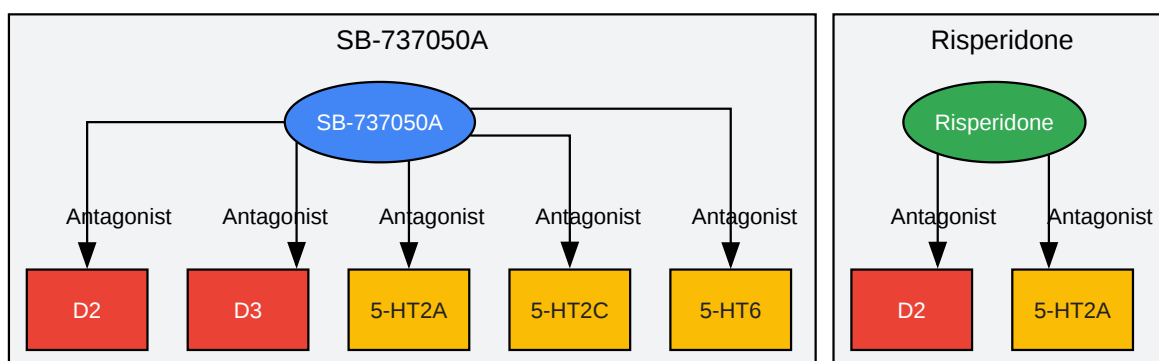 SB-737050A
SB-737050A
Antagonist
Antagonist
Antagonist
Antagonist
Antagonist
D2
D3
5-HT2A
5-HT2C
5-HT6
Risperidone
Risperidone
Antagonist
Antagonist
D2
5-HT2A